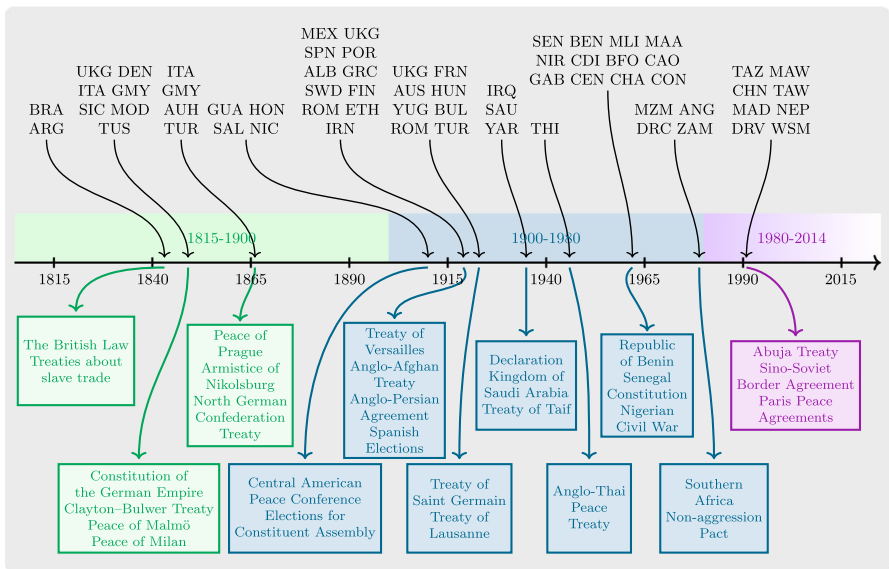 BRA
ARG
UKG DEN
ITA GMY
SIC MOD
TUS
ITA
GMY
AUH
TUR
GUA HON
SAL NIC
MEX UKG
SPN POR
ALB GRC
SWD FIN
ROM ETH
IRN
UKG FRN
AUS HUN
YUG BUL
ROM TUR
IRQ
SAU
YAR
THI
SEN BEN MLI MAA
NIR CDI BFO CAO
GAB CEN CHA CON
MZM ANG
DRC ZAM
TAZ MAW
CHN TAW
MAD NEP
DRV WSM
1815-1900
1900-1980
1980-2014
1815
1840
1865
1890
1915
1940
1965
1990
2015
The British Law
Treaties about
slave trade
Peace of
Prague
Armistice of
Nikolsburg
North German
Confederation
Treaty
Treaty of
Versailles
Anglo-Afghan
Treaty
Anglo-Persian
Agreement
Spanish
Elections
Declaration
Kingdom of
Saudi Arabia
Treaty of Taif
Republic
of Benin
Senegal
Constitution
Nigerian
Civil War
Abuja Treaty
Sino-Soviet
Border Agreement
Paris Peace
Agreements
Constitution of
the German Empire
Clayton–Bulwer Treaty
Peace of Malmö
Peace of Milan
Central American
Peace Conference
Elections for
Constituent Assembly
Treaty of
Saint Germain
Treaty of
Lausanne
Anglo-Thai
Peace
Treaty
Southern
Africa
Non-aggression
Pact